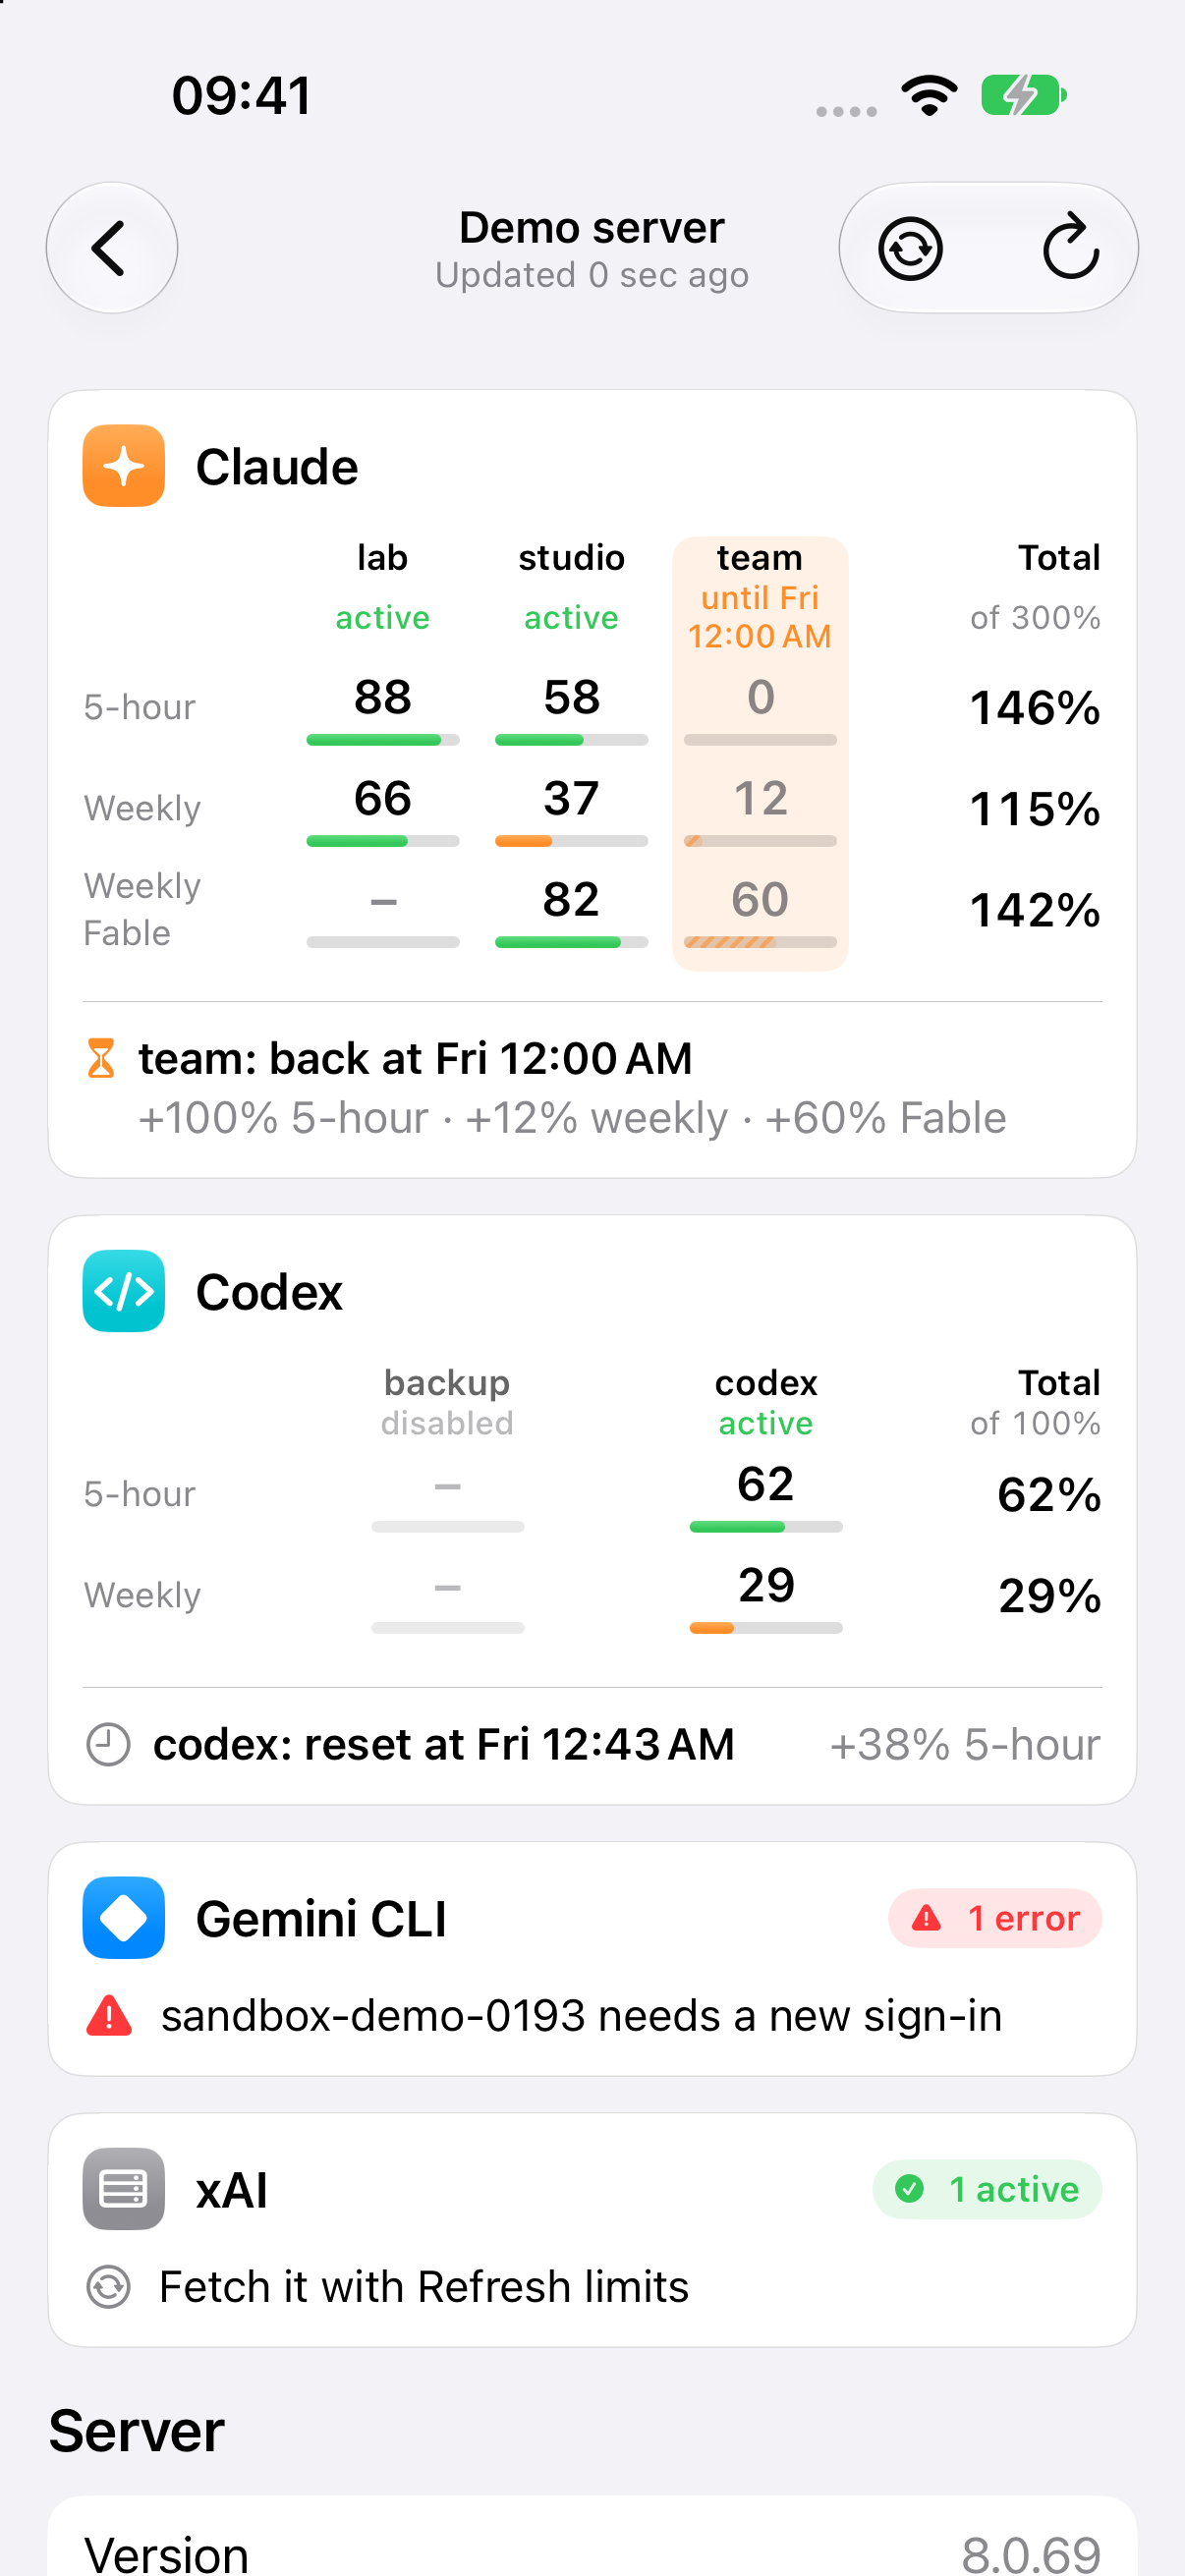 09:41
Demo server
Updated 0 sec ago
Claude
lab studio team Total
active active until Fri 12:00 AM of 300%
5-hour 88 58 0 146%
Weekly 66 37 12 115%
Weekly Fable – 82 60 142%
team: back at Fri 12:00 AM
+100% 5-hour · +12% weekly · +60% Fable
Codex
backup codex Total
disabled active of 100%
5-hour – 62 62%
Weekly – 29 29%
codex: reset at Fri 12:43 AM +38% 5-hour
Gemini CLI 1 error
sandbox-demo-0193 needs a new sign-in
xAI 1 active
Fetch it with Refresh limits
Server
Version 8.0.69